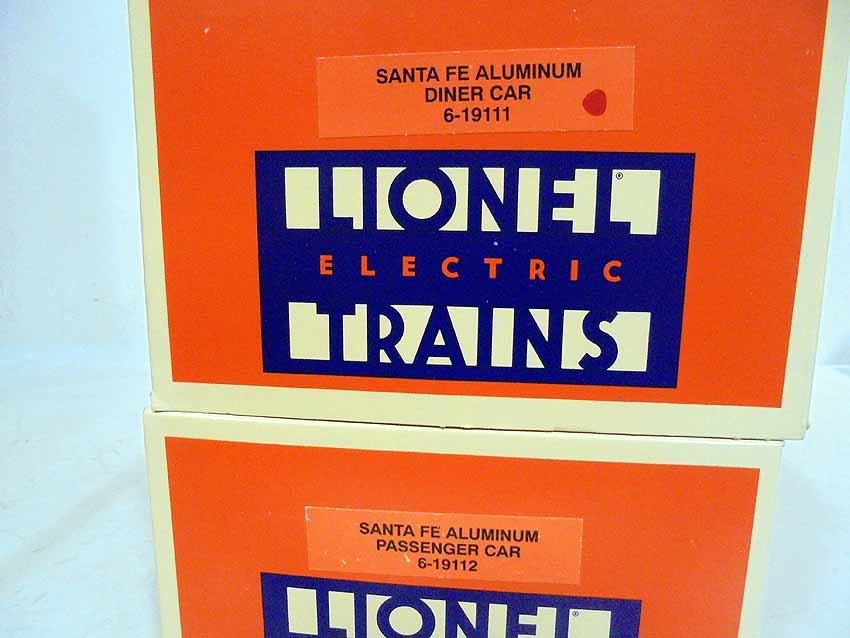 SANTA FE ALUMINUM
DINER CAR
6-19111
LIONEL®
ELECTRIC
TRAINS
SANTA FE ALUMINUM
PASSENGER CAR
6-19112
LIONEL®